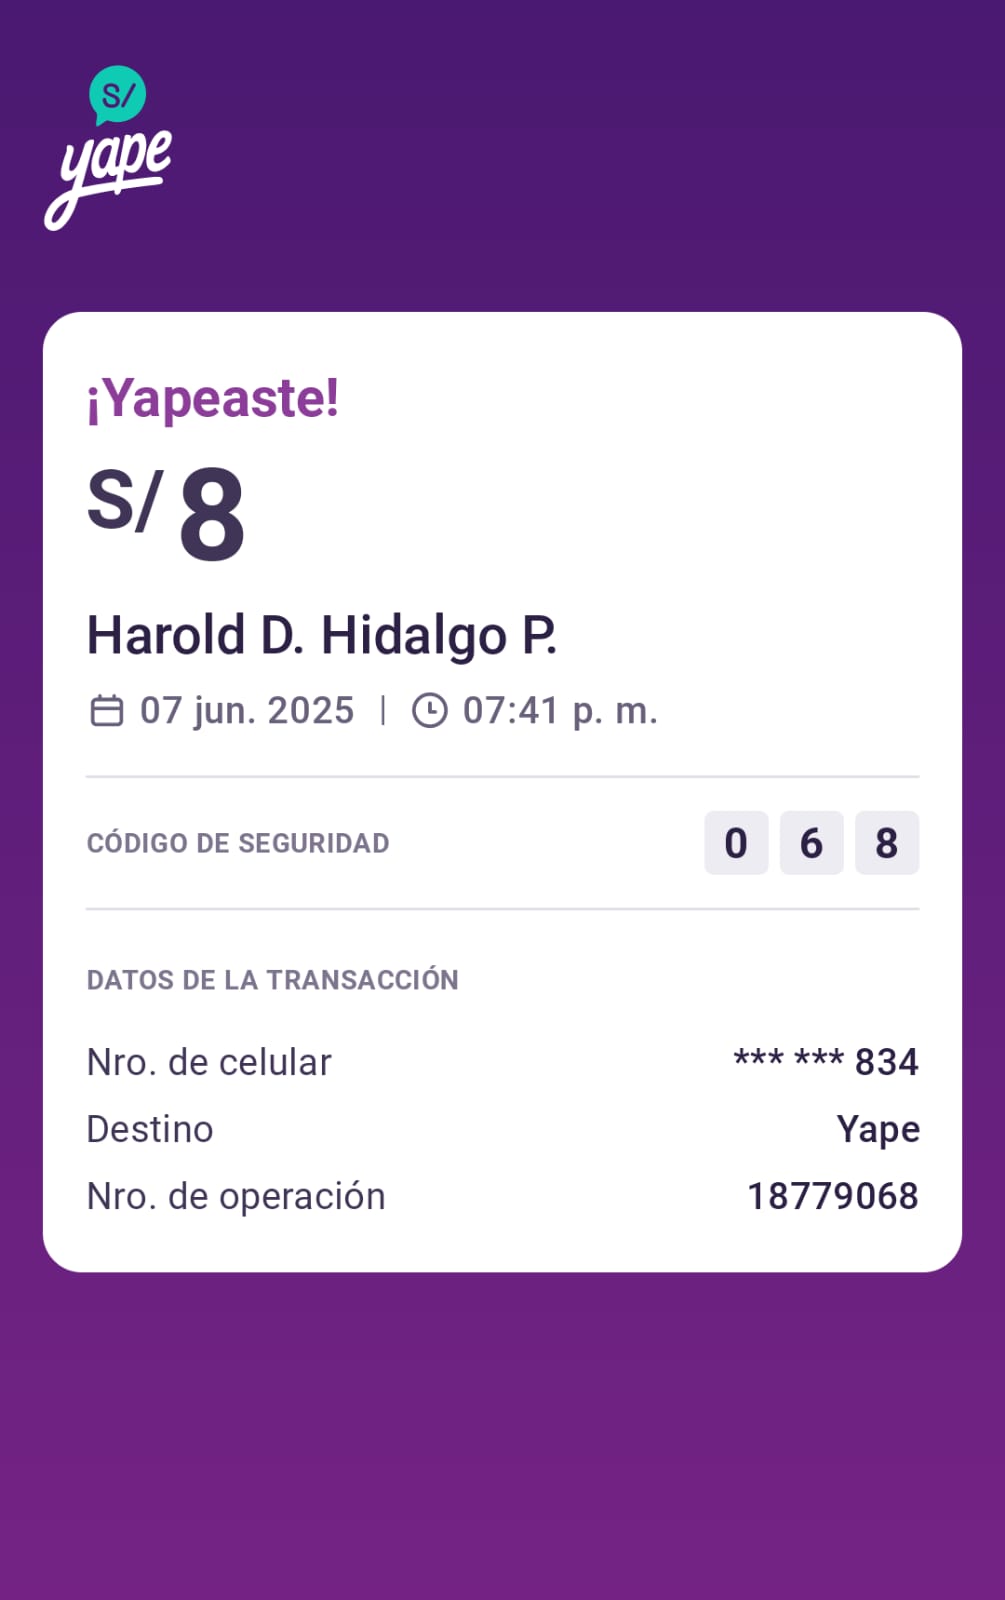 S/
yape
¡Yapeaste!
S/ 8
Harold D. Hidalgo P.
07 jun. 2025 | 07:41 p. m.
CÓDIGO DE SEGURIDAD 0 6 8
DATOS DE LA TRANSACCIÓN
Nro. de celular *** *** 834
Destino Yape
Nro. de operación 18779068